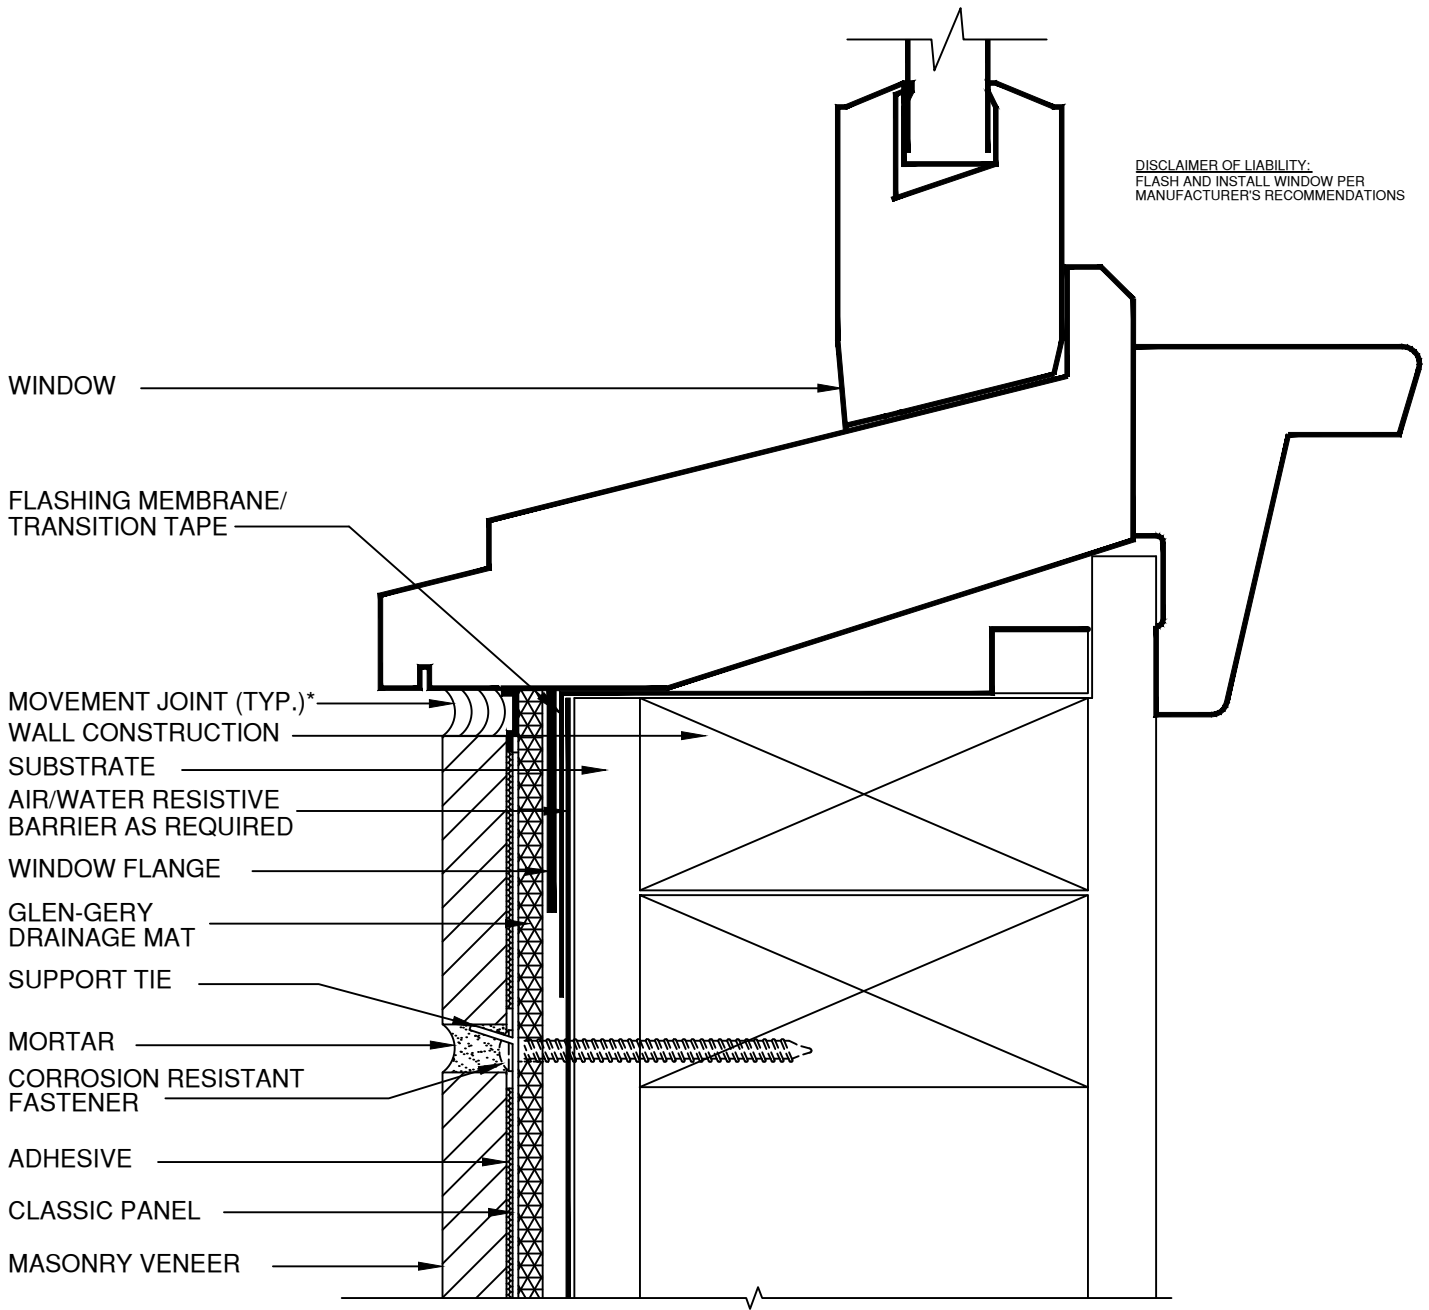 DISCLAIMER OF LIABILITY:
FLASH AND INSTALL WINDOW PER
MANUFACTURER'S RECOMMENDATIONS
WINDOW
FLASHING MEMBRANE/
TRANSITION TAPE
MOVEMENT JOINT (TYP.)*
WALL CONSTRUCTION
SUBSTRATE
AIR/WATER RESISTIVE
BARRIER AS REQUIRED
WINDOW FLANGE
GLEN-GERY
DRAINAGE MAT
SUPPORT TIE
MORTAR
CORROSION RESISTANT
FASTENER
ADHESIVE
CLASSIC PANEL
MASONRY VENEER